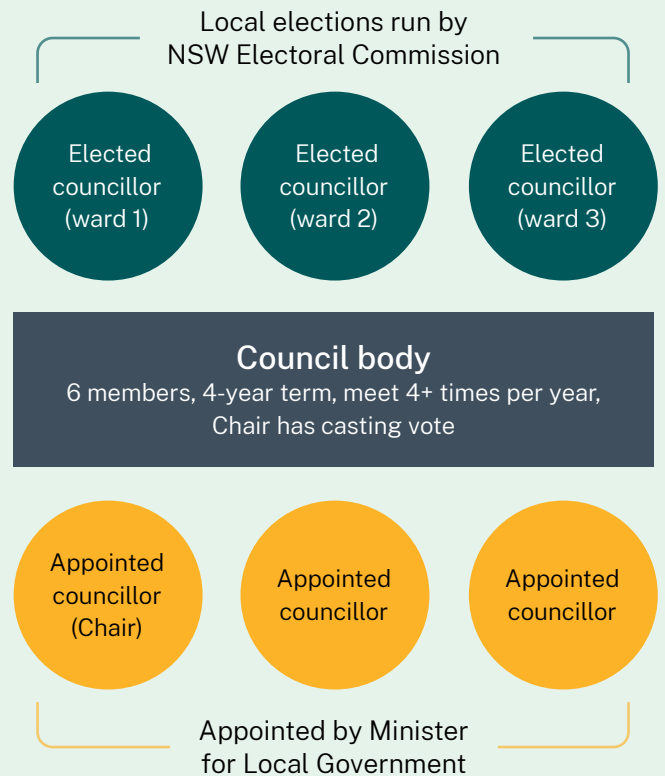 Local elections run by
NSW Electoral Commission
Elected
councillor
(ward 1)
Elected
councillor
(ward 2)
Elected
councillor
(ward 3)
Council body
6 members, 4-year term, meet 4+ times per year,
Chair has casting vote
Appointed
councillor
(Chair)
Appointed
councillor
Appointed
councillor
Appointed by Minister
for Local Government